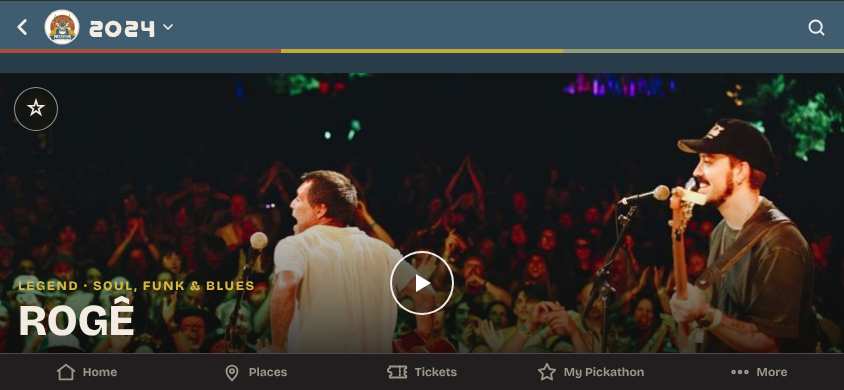 2024
LEGEND · SOUL, FUNK & BLUES
ROGÊ
Home
Places
Tickets
My Pickathon
More